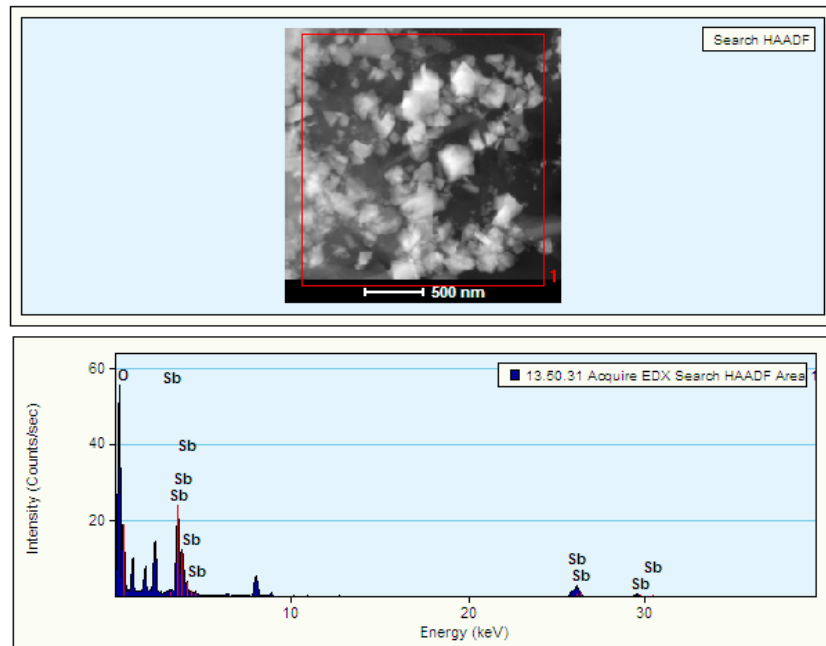 Search HAADF
1
500 nm
60
O
Sb
13.50.31 Acquire EDX Search HAADF Area 1
40
Sb
Sb
Sb
20
Sb
Sb
Sb
Sb
Sb
Sb
Intensity (Counts/sec)
10
20
30
Energy (keV)